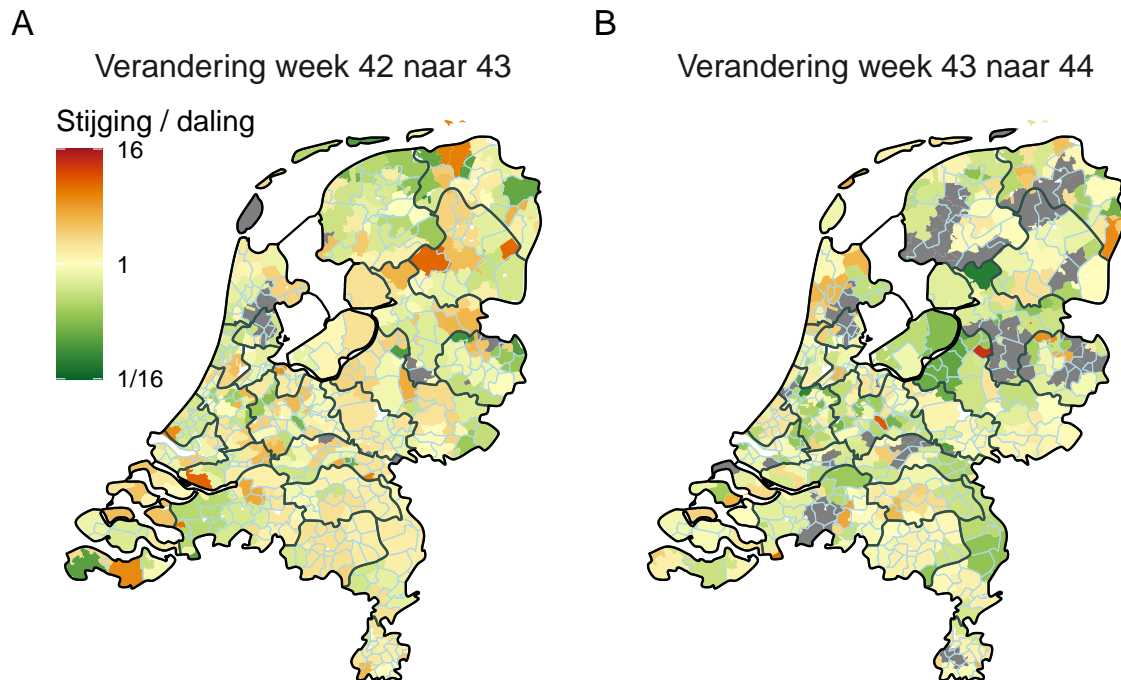 A
B
Verandering week 42 naar 43
Verandering week 43 naar 44
Stijging / daling
16
1
1/16